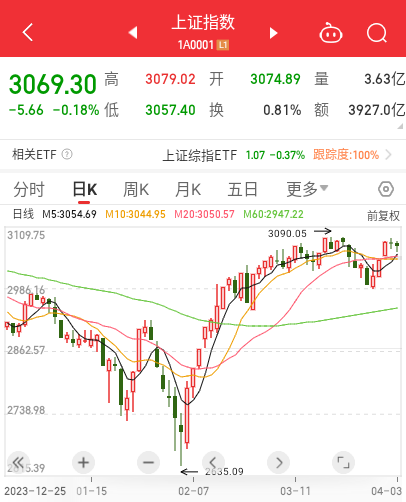 上证指数
1A0001 L1
3069.30 高 3079.02 开 3074.89 量 3.63亿
-5.66 -0.18% 低 3057.40 换 0.81% 额 3927.0亿
相关ETF ? 上证综指ETF 1.07 -0.37% 跟踪度:100%
分时 日K 周K 月K 五日 更多
日线 M5:3054.69 M10:3044.95 M20:3050.57 M60:2947.22 前复权
3109.75
3090.05
2986.16
2862.57
2738.98
2635.09
2023-12-25 01-15 02-07 03-11 04-03